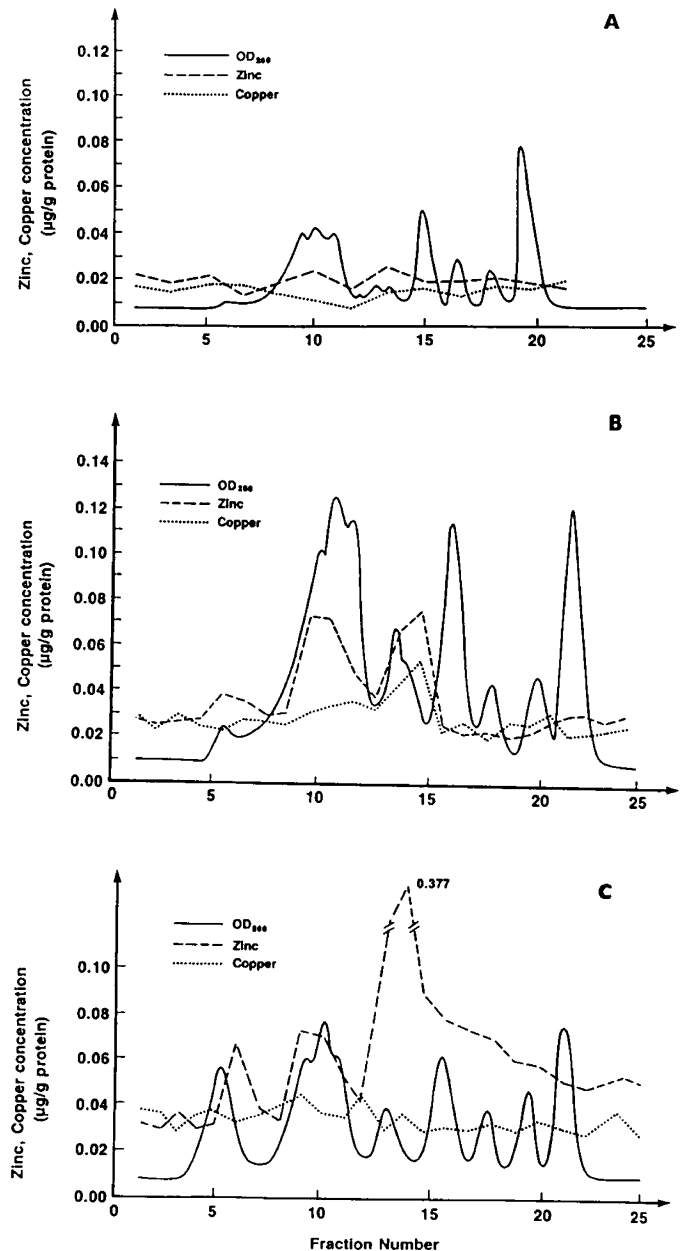 A
0.12
0.10
0.08
0.06
0.04
0.02
0.00
Zinc, Copper concentration
(μg/g protein)
OD₂₈₀
Zinc
Copper
0 5 10 15 20 25
B
0.14
0.12
0.10
0.08
0.06
0.04
0.02
0.00
Zinc, Copper concentration
(μg/g protein)
OD₂₈₀
Zinc
Copper
0 5 10 15 20 25
C
0.377
0.10
0.08
0.06
0.04
0.02
0.00
Zinc, Copper concentration
(μg/g protein)
OD₂₈₀
Zinc
Copper
0 5 10 15 20 25
Fraction Number